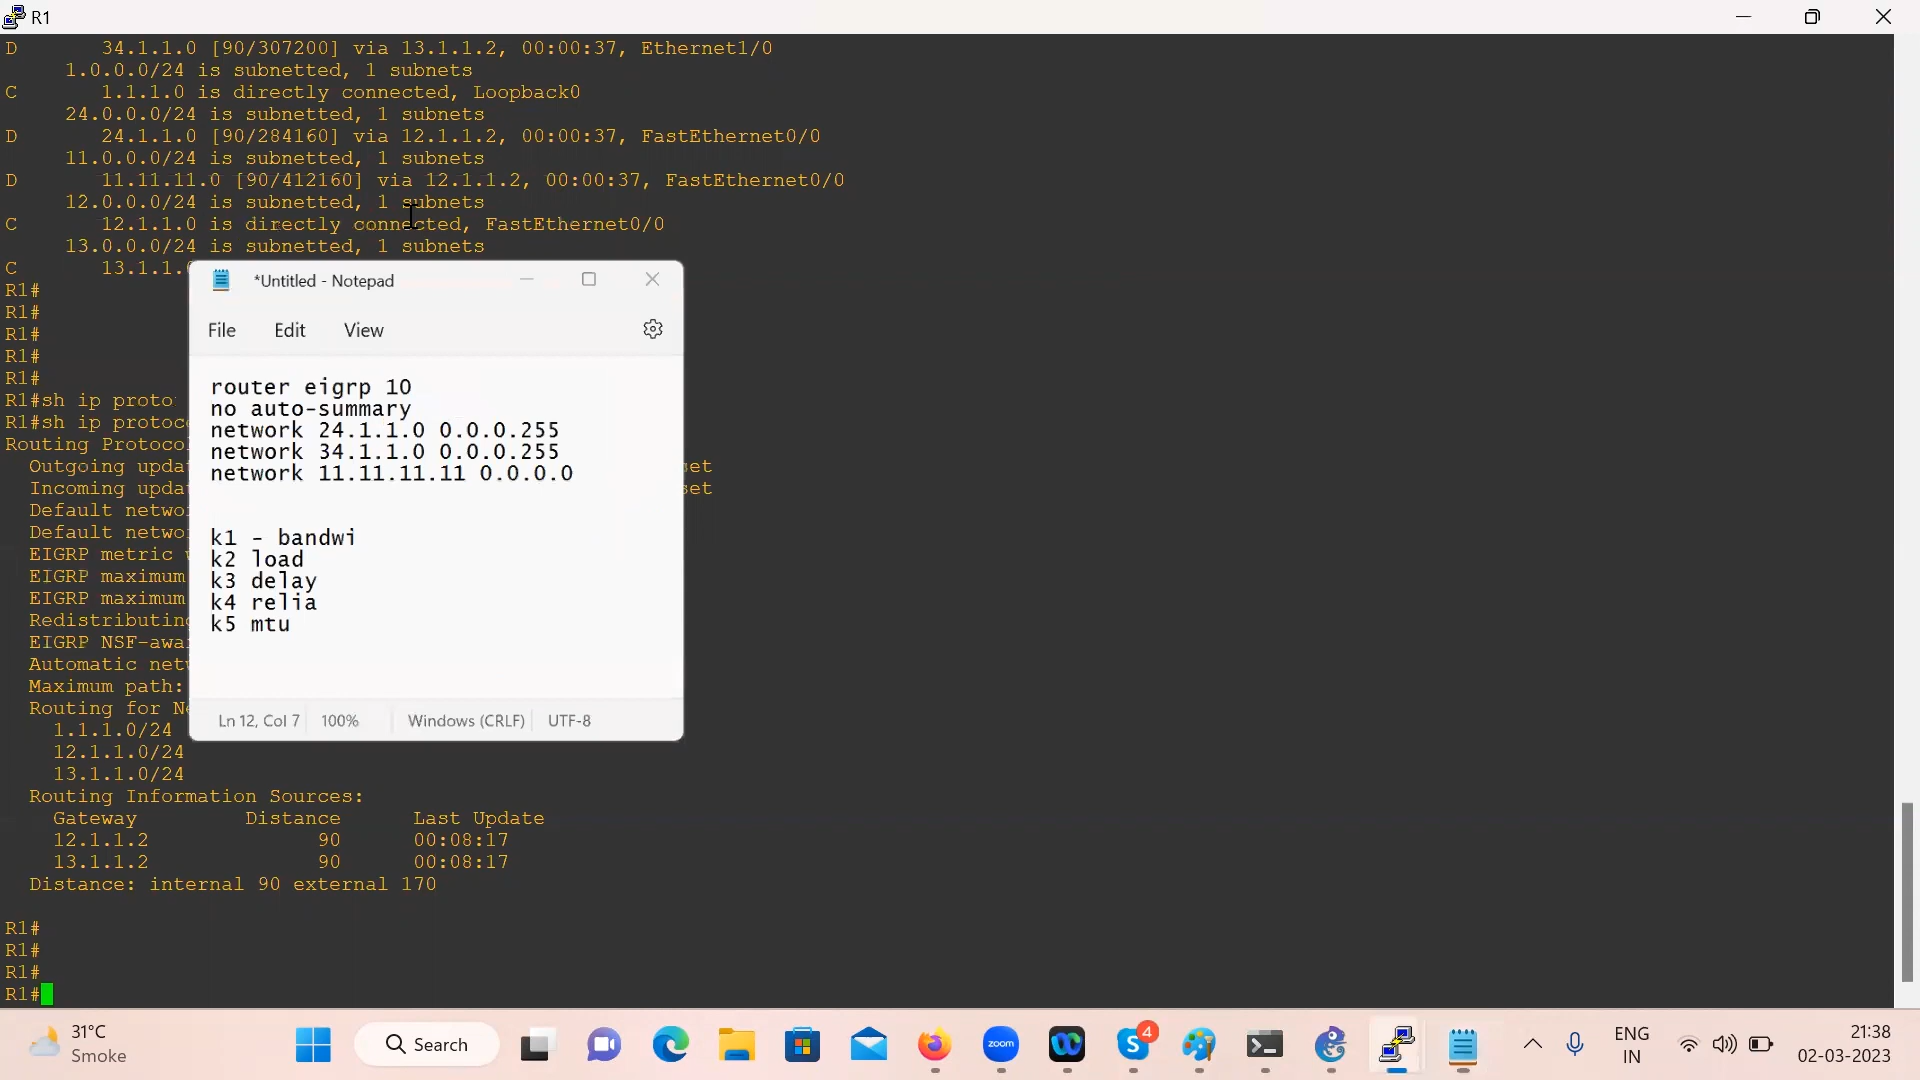 R1
D 34.1.1.0 [90/307200] via 13.1.1.2, 00:00:37, Ethernet1/0
1.0.0.0/24 is subnetted, 1 subnets
C 1.1.1.0 is directly connected, Loopback0
24.0.0.0/24 is subnetted, 1 subnets
D 24.1.1.0 [90/284160] via 12.1.1.2, 00:00:37, FastEthernet0/0
11.0.0.0/24 is subnetted, 1 subnets
D 11.11.11.0 [90/412160] via 12.1.1.2, 00:00:37, FastEthernet0/0
12.0.0.0/24 is subnetted, 1 subnets
C 12.1.1.0 is directly connected, FastEthernet0/0
13.0.0.0/24 is subnetted, 1 subnets
C 13.1.1.
R1#
R1#
R1#
R1#
R1#
R1#sh ip proto
R1#sh ip protoc
Routing Protoco
Outgoing upda et
Incoming upda et
Default netwo
Default netwo
EIGRP metric
EIGRP maximum
EIGRP maximum
Redistributin
EIGRP NSF-awa
Automatic net
Maximum path:
Routing for N
1.1.1.0/24
12.1.1.0/24
13.1.1.0/24
Routing Information Sources:
Gateway Distance Last Update
12.1.1.2 90 00:08:17
13.1.1.2 90 00:08:17
Distance: internal 90 external 170
R1#
R1#
R1#
R1#
*Untitled - Notepad
File Edit View
router eigrp 10
no auto-summary
network 24.1.1.0 0.0.0.255
network 34.1.1.0 0.0.0.255
network 11.11.11.11 0.0.0.0
k1 - bandwi
k2 load
k3 delay
k4 relia
k5 mtu
Ln 12, Col 7 100% Windows (CRLF) UTF-8
31°C
Smoke
Search
zoom
4
ENG
IN
21:38
02-03-2023